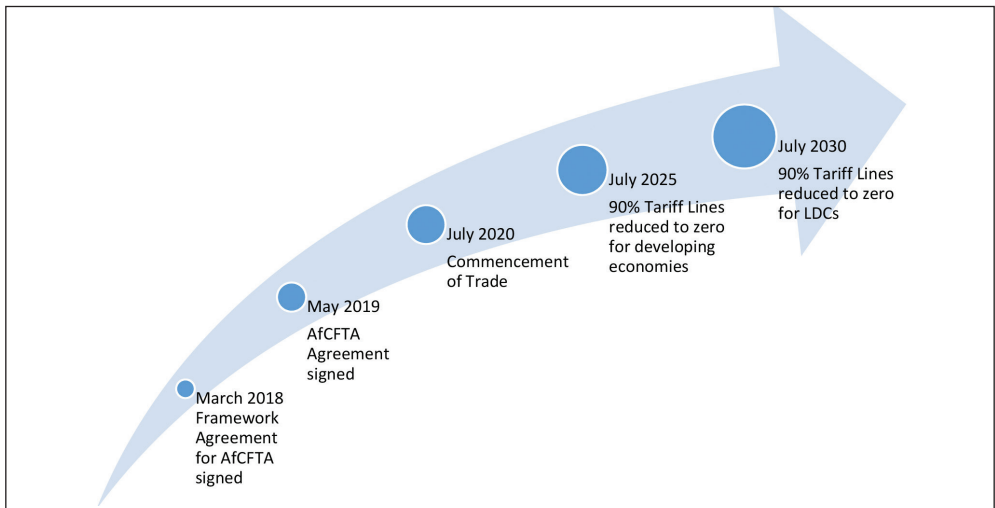 March 2018
Framework
Agreement
for AfCFTA
signed
May 2019
AfCFTA
Agreement
signed
July 2020
Commencement
of Trade
July 2025
90% Tariff Lines
reduced to zero
for developing
economies
July 2030
90% Tariff Lines
reduced to zero
for LDCs